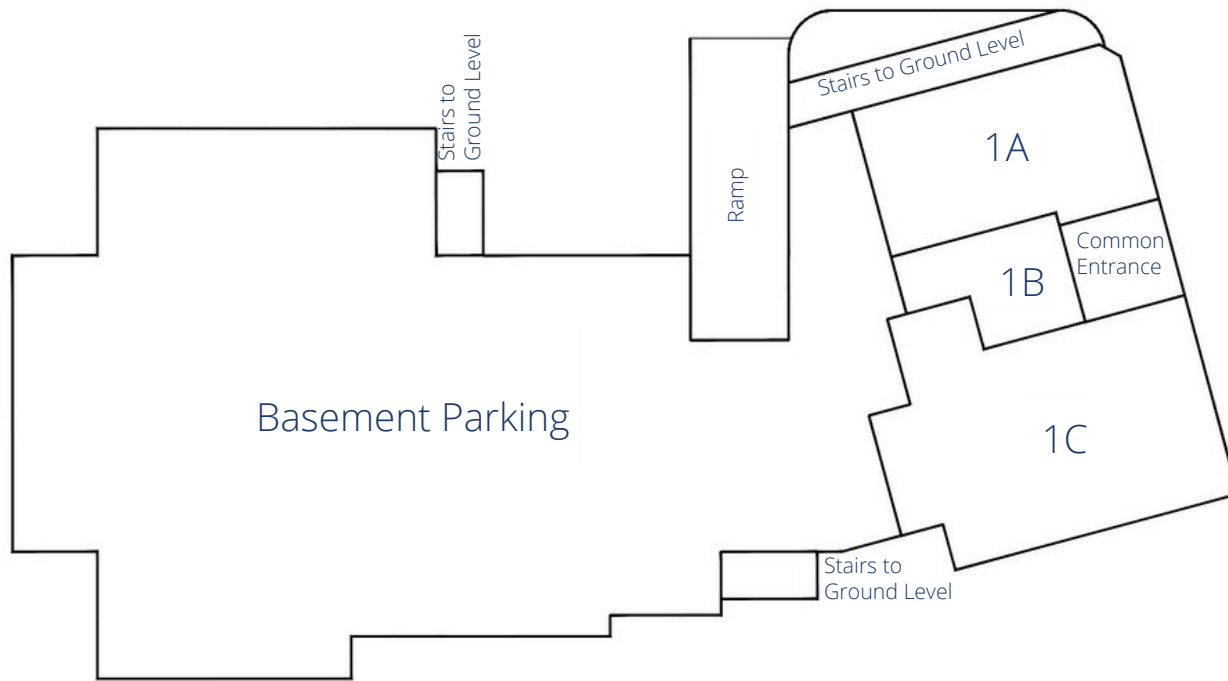 Stairs to
Ground Level
Stairs to Ground Level
Ramp
1A
Common
Entrance
1B
Basement Parking
1C
Stairs to
Ground Level